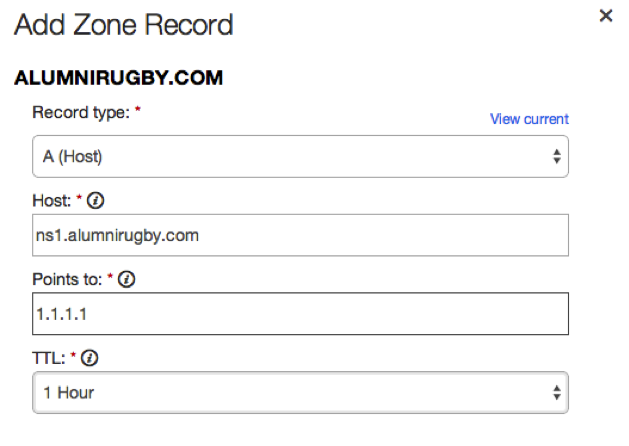 Add Zone Record
ALUMNIRUGBY.COM
Record type: *
View current
A (Host)
Host: *
ns1.alumnirugby.com
Points to: *
1.1.1.1
TTL: *
1 Hour